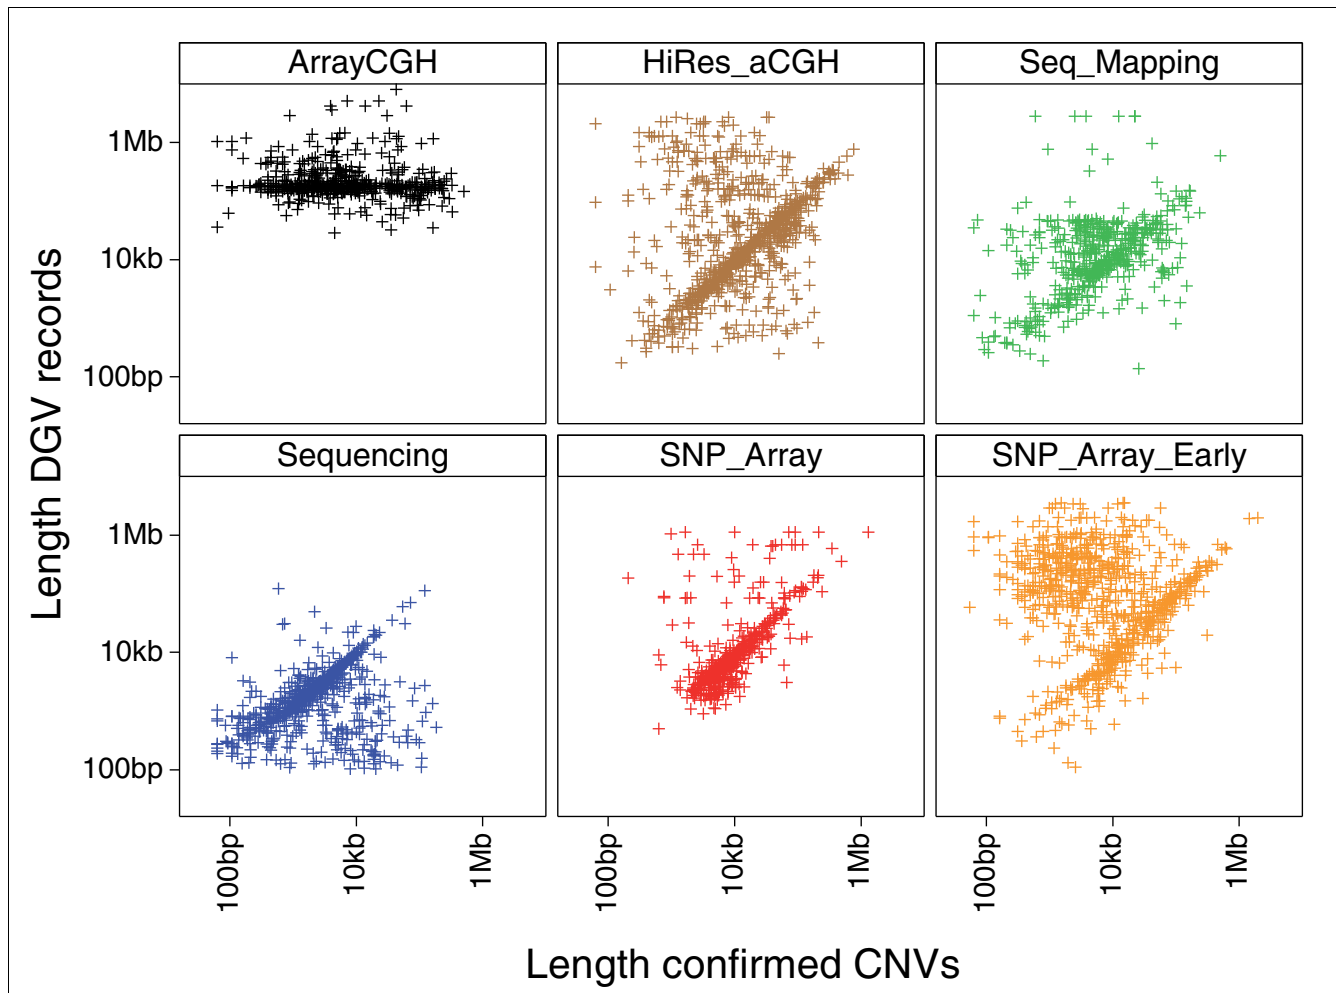 ArrayCGH
HiRes_aCGH
Seq_Mapping
1Mb
10kb
100bp
Length DGV records
Sequencing
SNP_Array
SNP_Array_Early
1Mb
10kb
100bp
100bp
10kb
1Mb
100bp
10kb
1Mb
100bp
10kb
1Mb
Length confirmed CNVs